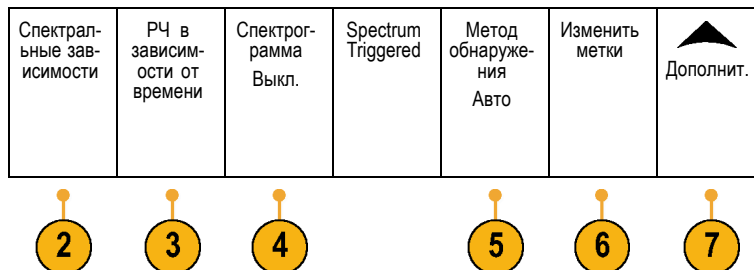 Спектрал-
ьные зав-
исимости
РЧ в
зависим-
ости от
времени
Спектрог-
рамма
Выкл.
Spectrum
Triggered
Метод
обнаруже-
ния
Авто
Изменить
метки
Дополнит.
2
3
4
5
6
7